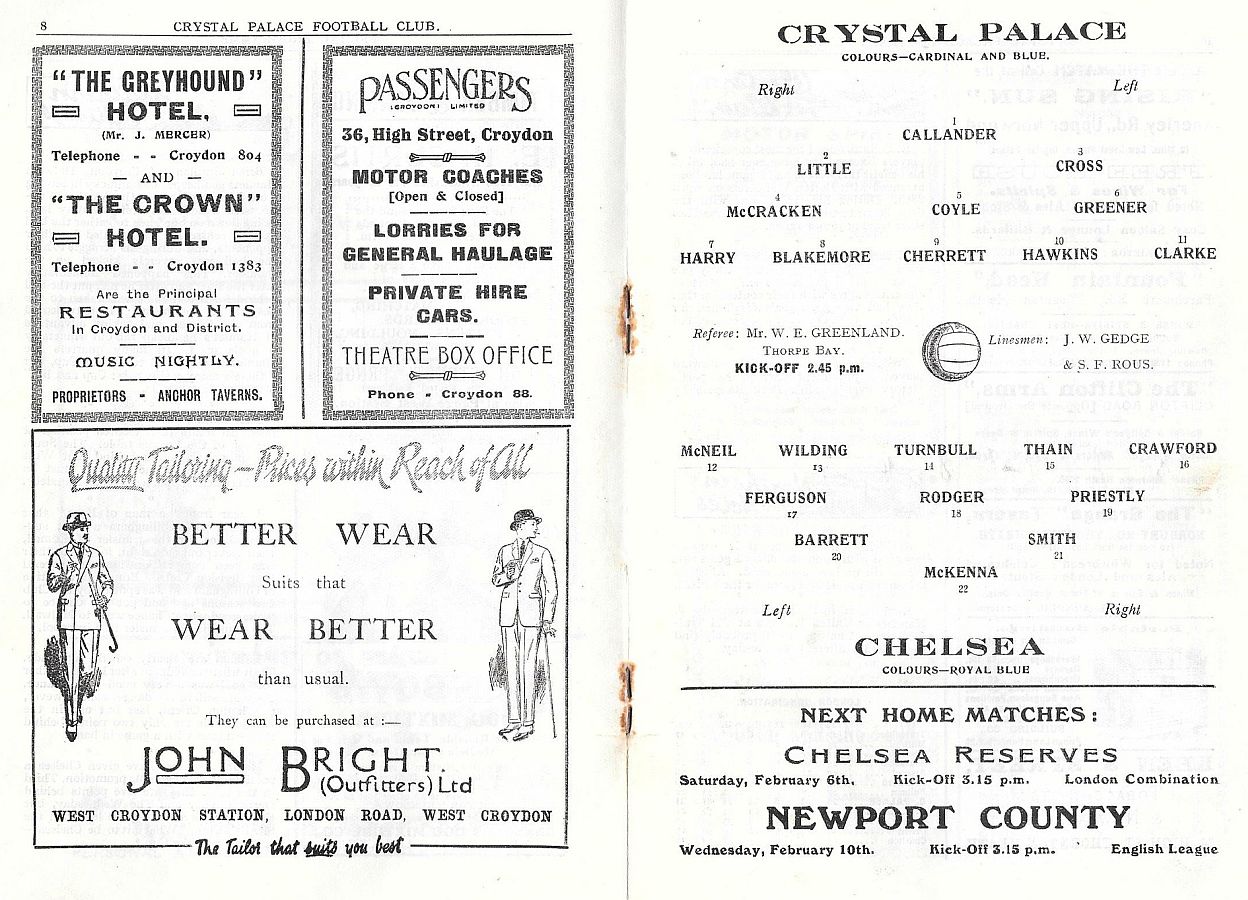 8 CRYSTAL PALACE FOOTBALL CLUB.
"THE GREYHOUND"
HOTEL,
(Mr. J. MERCER)
Telephone - - Croydon 804
— AND —
"THE CROWN"
HOTEL.
Telephone - - Croydon 1383
Are the Principal
RESTAURANTS
In Croydon and District.
MUSIC NIGHTLY.
PROPRIETORS - ANCHOR TAVERNS.
PASSENGERS
(CROYDON) LIMITED
36, High Street, Croydon
MOTOR COACHES
[Open & Closed]
LORRIES FOR
GENERAL HAULAGE
PRIVATE HIRE
CARS.
THEATRE BOX OFFICE
Phone - Croydon 88.
Quality Tailoring — Prices within Reach of All
BETTER WEAR
Suits that
WEAR BETTER
than usual.
They can be purchased at :—
JOHN BRIGHT.
(Outfitters) Ltd
WEST CROYDON STATION, LONDON ROAD, WEST CROYDON
The Tailor that suits you best
CRYSTAL PALACE
COLOURS—CARDINAL AND BLUE.
Right Left
1
CALLANDER
2 3
LITTLE CROSS
4 5 6
McCRACKEN COYLE GREENER
7 8 9 10 11
HARRY BLAKEMORE CHERRETT HAWKINS CLARKE
Referee: Mr. W. E. GREENLAND.
THORPE BAY.
KICK-OFF 2.45 p.m.
Linesmen: J. W. GEDGE
& S. F. ROUS.
McNEIL WILDING TURNBULL THAIN CRAWFORD
12 13 14 15 16
FERGUSON RODGER PRIESTLY
17 18 19
BARRETT SMITH
20 21
McKENNA
22
Left Right
CHELSEA
COLOURS—ROYAL BLUE
NEXT HOME MATCHES:
CHELSEA RESERVES
Saturday, February 6th. Kick-Off 3.15 p.m. London Combination
NEWPORT COUNTY
Wednesday, February 10th. Kick-Off 3.15 p.m. English League